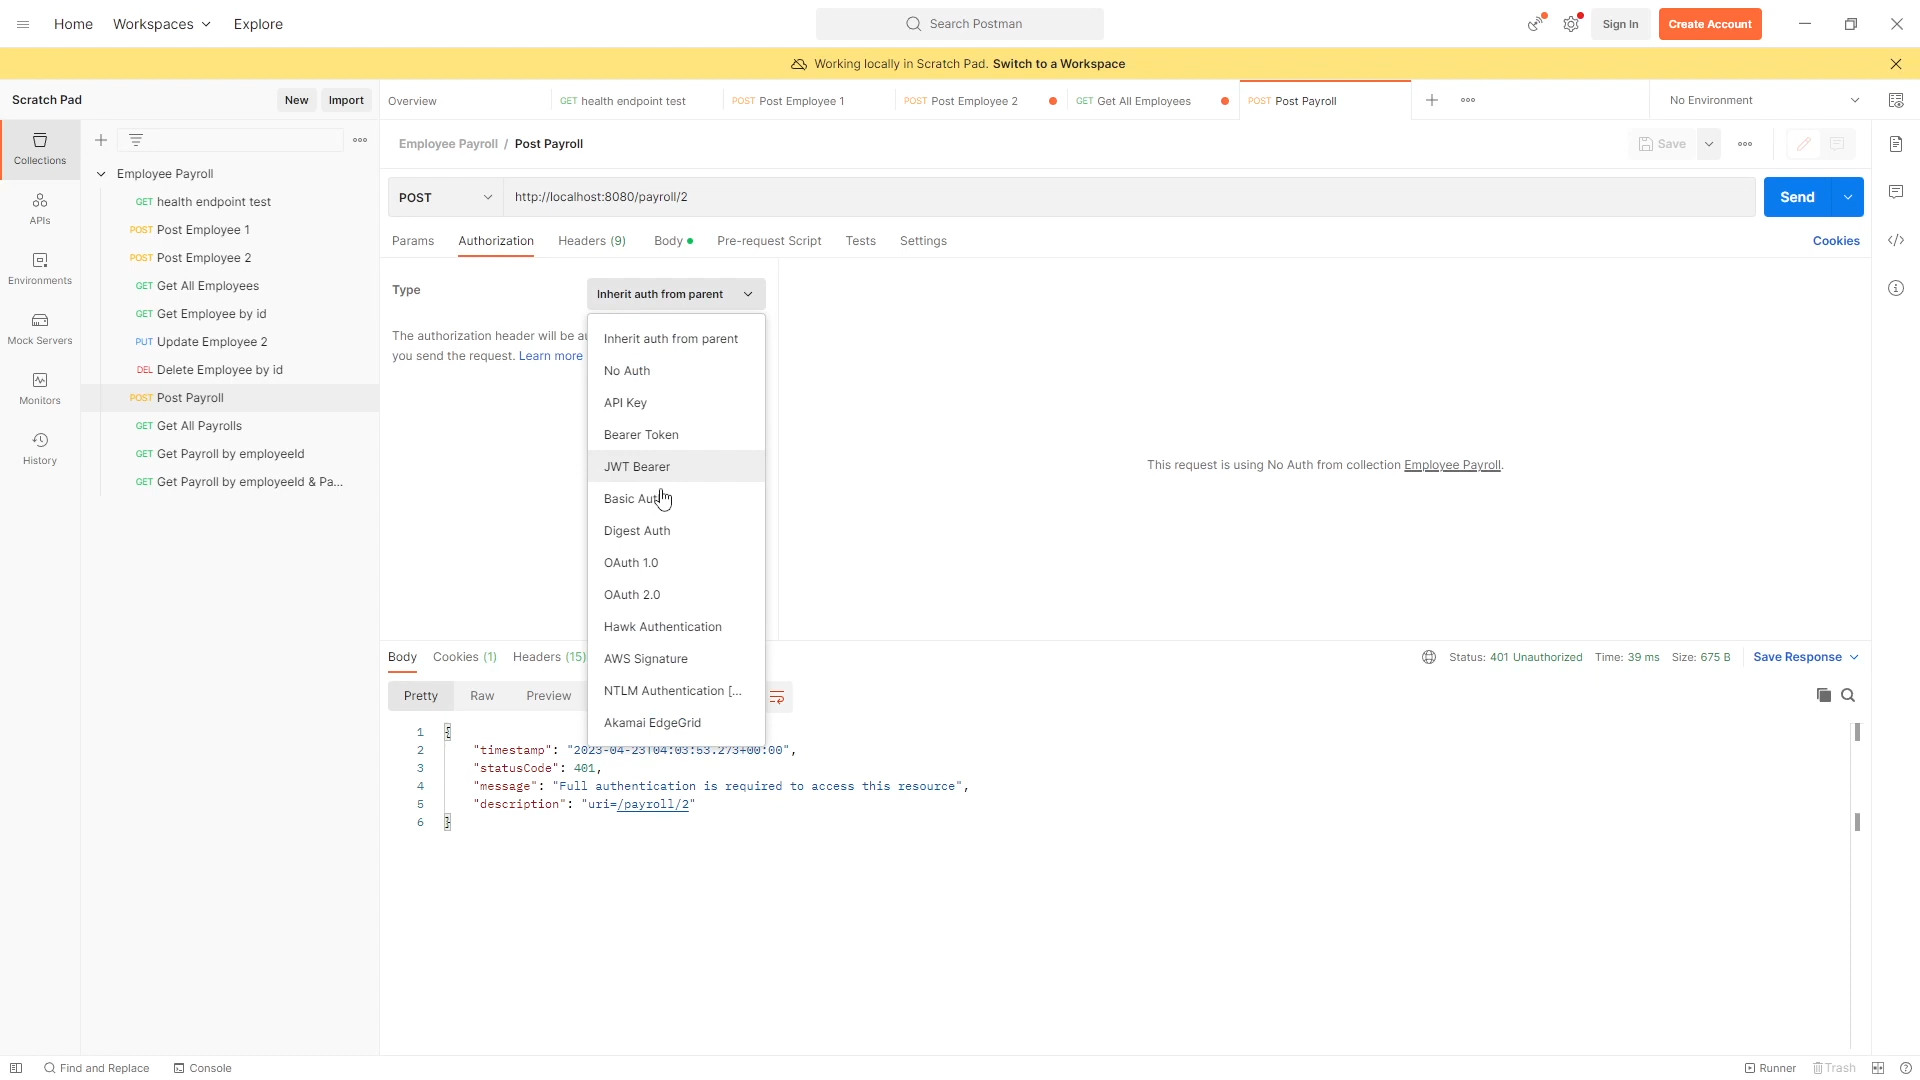 Home Workspaces Explore Search Postman Sign In Create Account
Working locally in Scratch Pad. Switch to a Workspace
Scratch Pad New Import Overview GET health endpoint test POST Post Employee 1 POST Post Employee 2 GET Get All Employees POST Post Payroll No Environment
Collections
APIs
Environments
Mock Servers
Monitors
History
Employee Payroll
GET health endpoint test
POST Post Employee 1
POST Post Employee 2
GET Get All Employees
GET Get Employee by id
PUT Update Employee 2
DEL Delete Employee by id
POST Post Payroll
GET Get All Payrolls
GET Get Payroll by employeeId
GET Get Payroll by employeeId & Pa...
Employee Payroll / Post Payroll Save
POST http://localhost:8080/payroll/2 Send
Params Authorization Headers (9) Body Pre-request Script Tests Settings Cookies
Type Inherit auth from parent
The authorization header will be
you send the request. Learn more
Inherit auth from parent
No Auth
API Key
Bearer Token
JWT Bearer
Basic Auth
Digest Auth
OAuth 1.0
OAuth 2.0
Hawk Authentication
AWS Signature
NTLM Authentication [...
Akamai EdgeGrid
This request is using No Auth from collection Employee Payroll.
Body Cookies (1) Headers (15) Status: 401 Unauthorized Time: 39 ms Size: 675 B Save Response
Pretty Raw Preview
1 {
2 "timestamp": "2023-04-23T04:03:53.273+00:00",
3 "statusCode": 401,
4 "message": "Full authentication is required to access this resource",
5 "description": "uri=/payroll/2"
6 }
Find and Replace Console Runner Trash